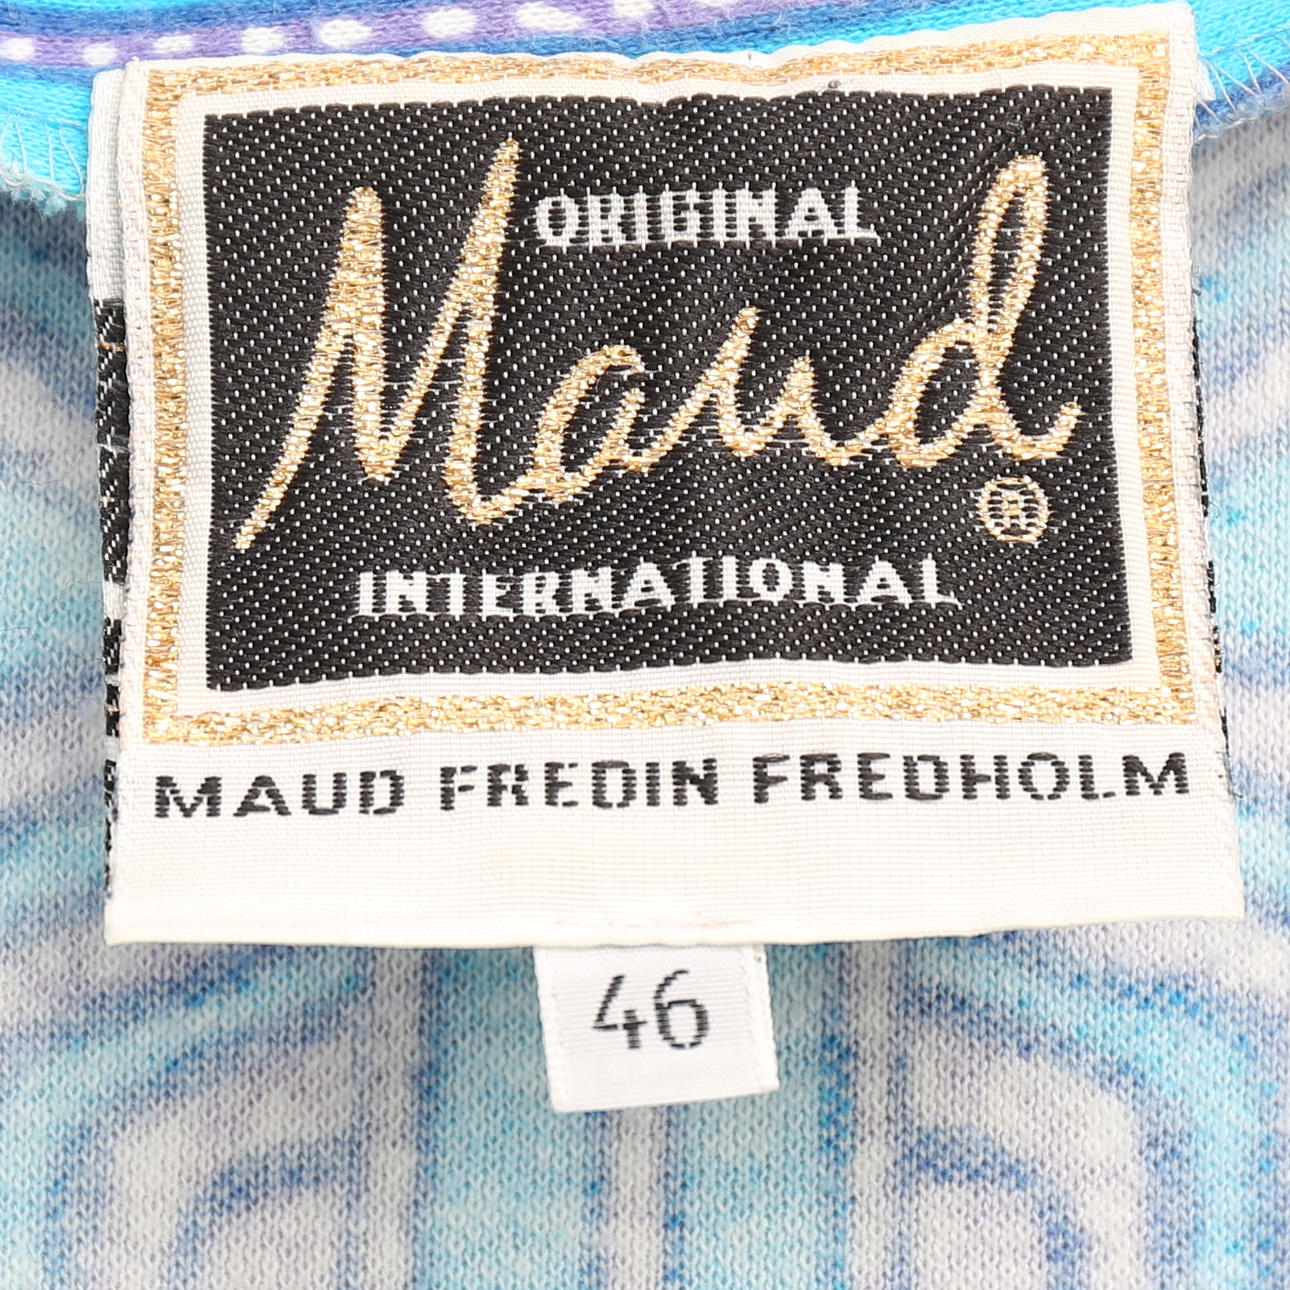 ORIGINAL
Maud
®
INTERNATIONAL
MAUD FREDIN FREDHOLM
46